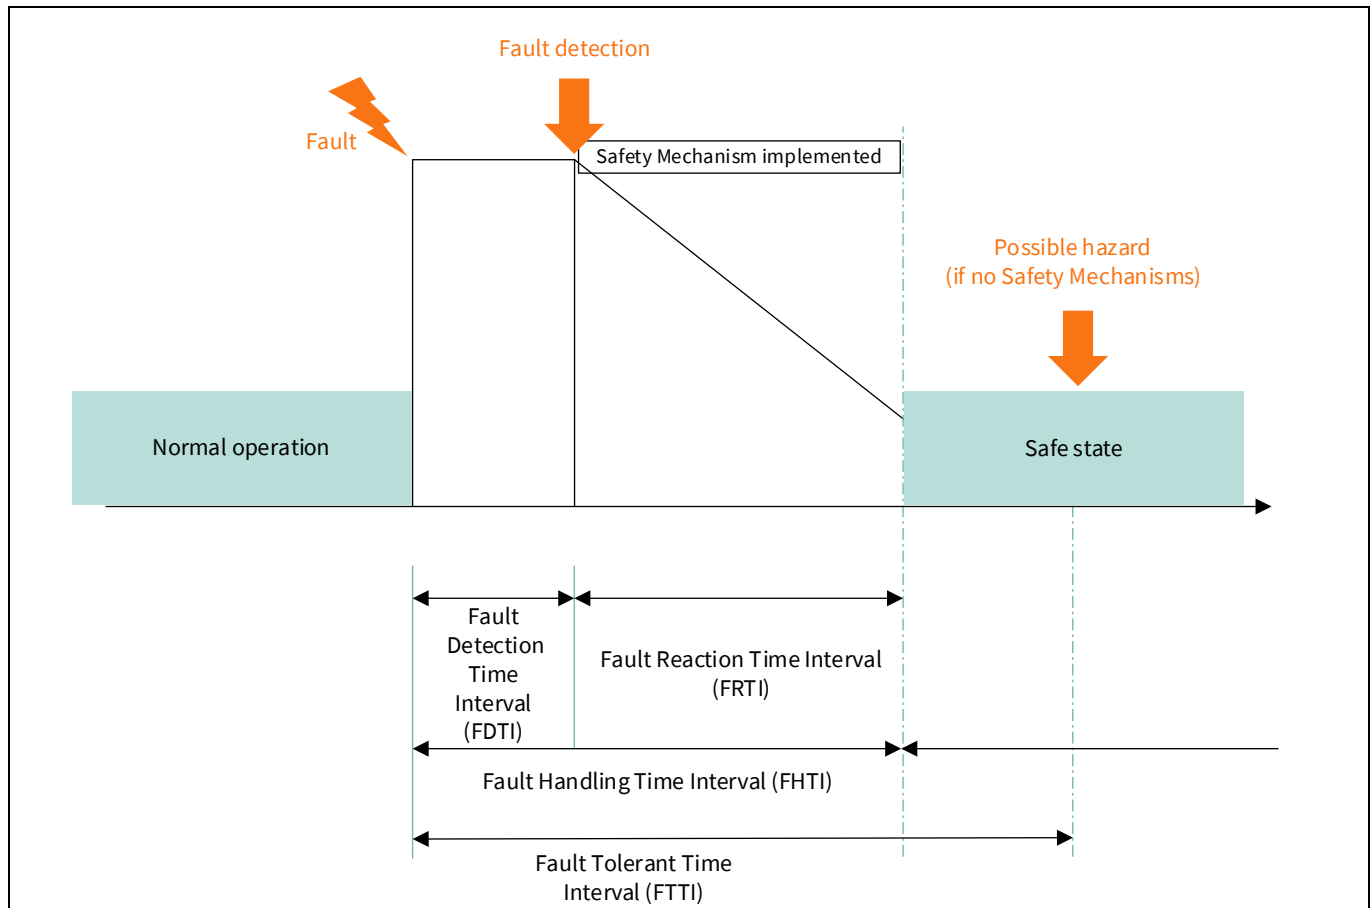 Fault detection
Fault
Safety Mechanism implemented
Possible hazard
(if no Safety Mechanisms)
Normal operation
Safe state
Fault
Detection
Time
Interval
(FDTI)
Fault Reaction Time Interval
(FRTI)
Fault Handling Time Interval (FHTI)
Fault Tolerant Time
Interval (FTTI)